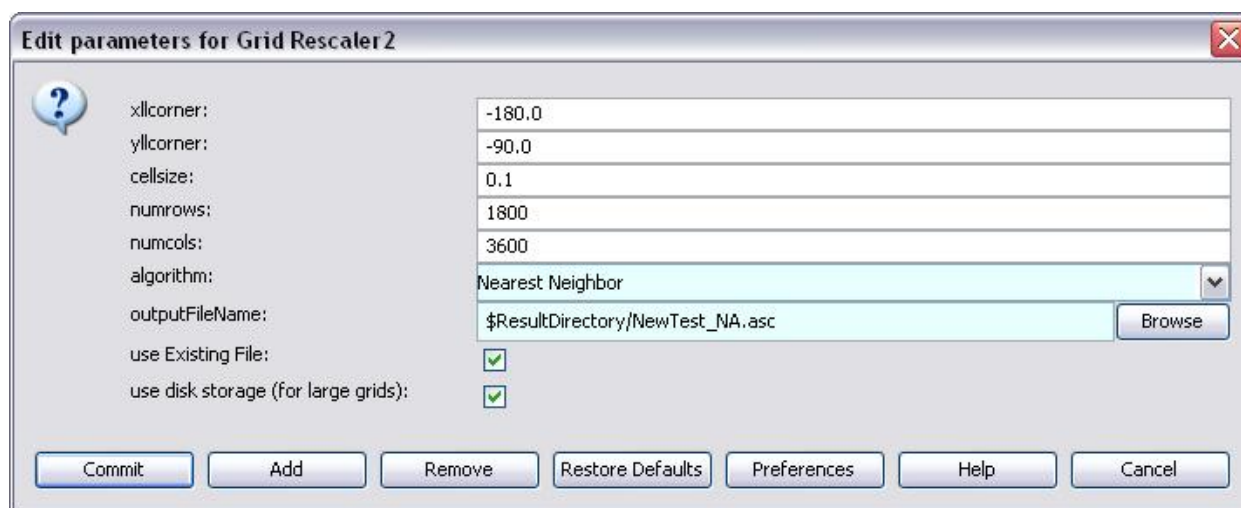 Edit parameters for Grid Rescaler2
xllcorner: -180.0
yllcorner: -90.0
cellsize: 0.1
numrows: 1800
numcols: 3600
algorithm: Nearest Neighbor
outputFileName: $ResultDirectory/NewTest_NA.asc Browse
use Existing File:
use disk storage (for large grids):
Commit Add Remove Restore Defaults Preferences Help Cancel